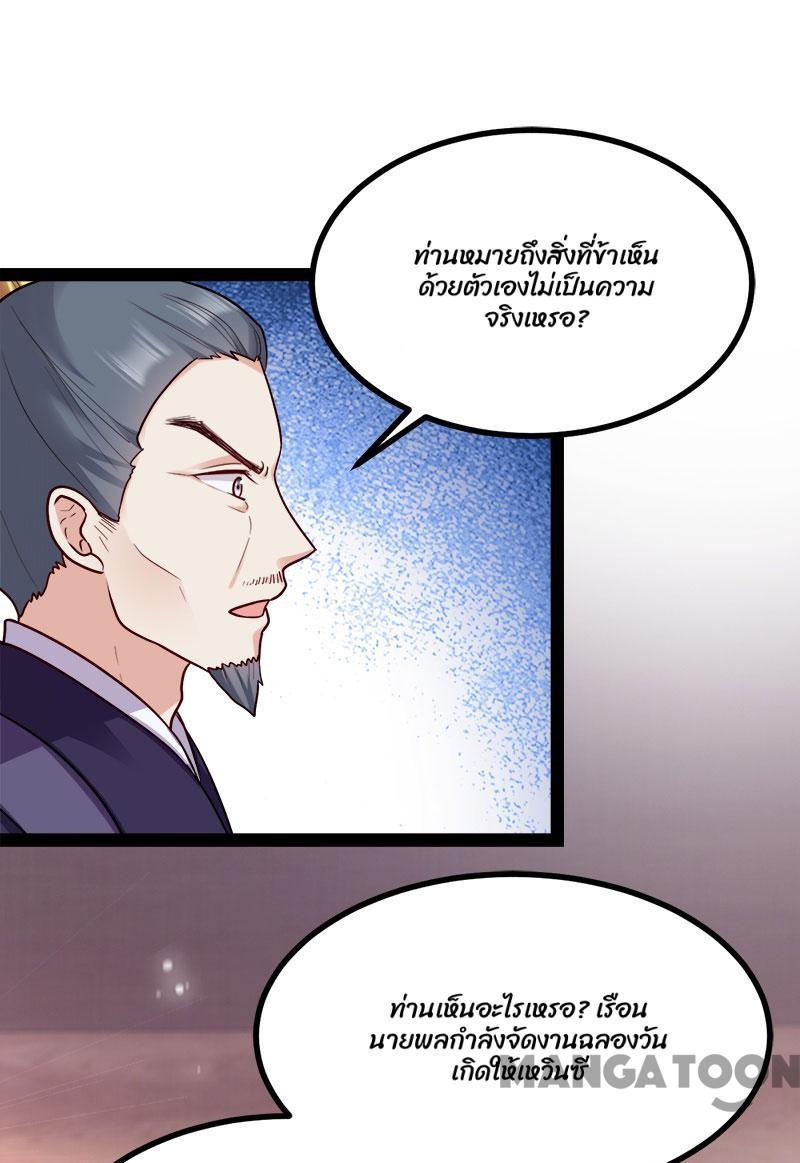 ท่านหมายถึงสิ่งที่ข้าเห็น
ด้วยตัวเองไม่เป็นความ
จริงเหรอ?
ท่านเห็นอะไรเหรอ? เรือน
นายพลกำลังจัดงานฉลองวัน
เกิดให้เหวินซี
MANGATOON